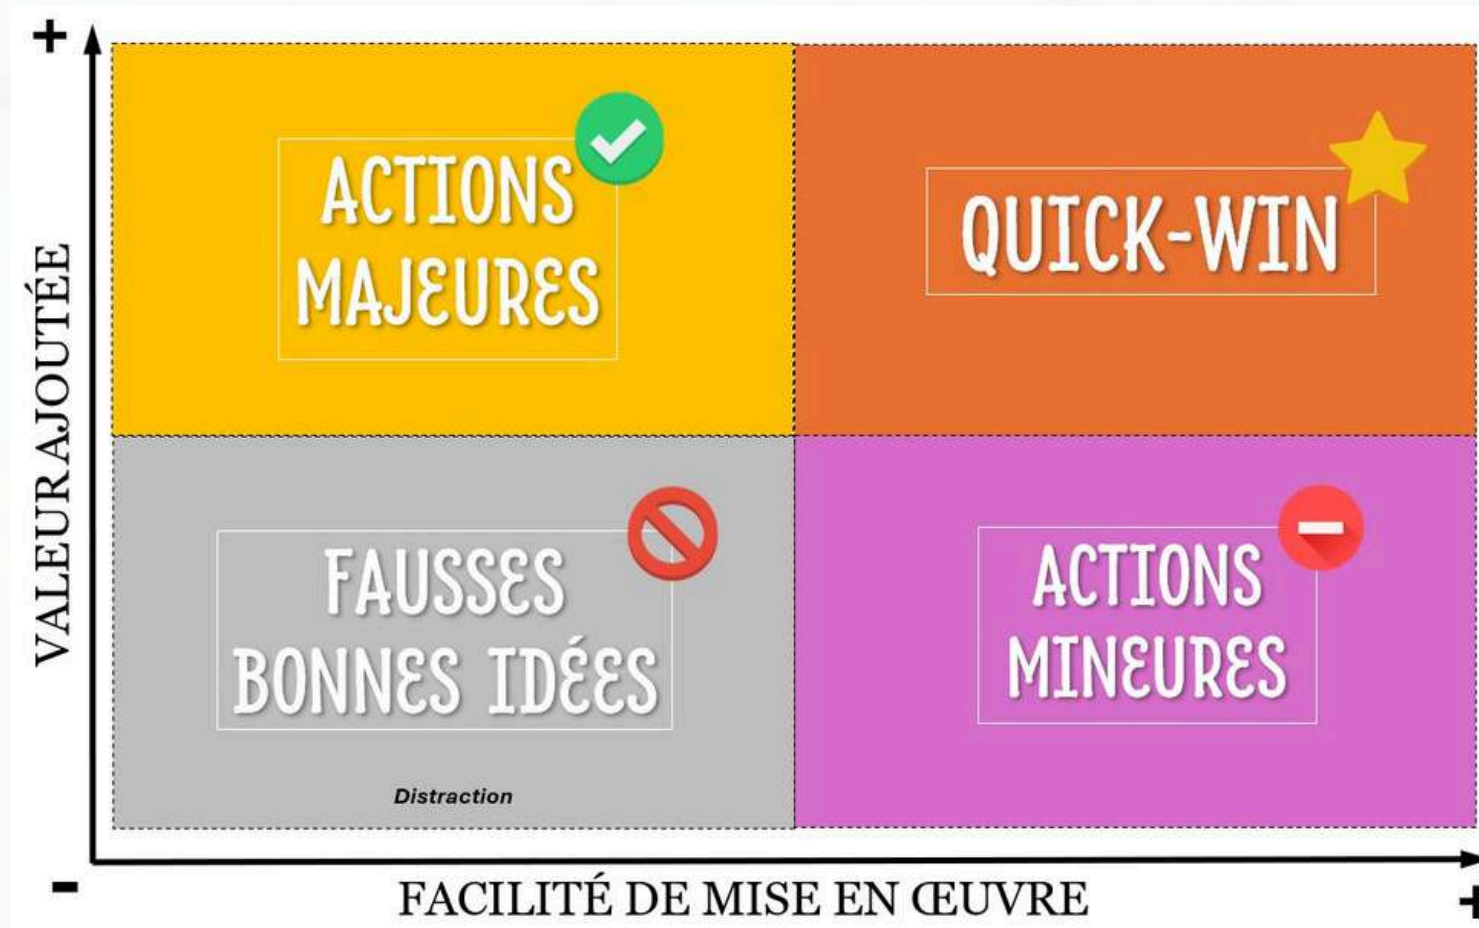 +
ACTIONS
MAJEURES
QUICK-WIN
VALEUR AJOUTÉE
FAUSSES
BONNES IDÉES
ACTIONS
MINEURES
Distraction
-
FACILITÉ DE MISE EN ŒUVRE
+